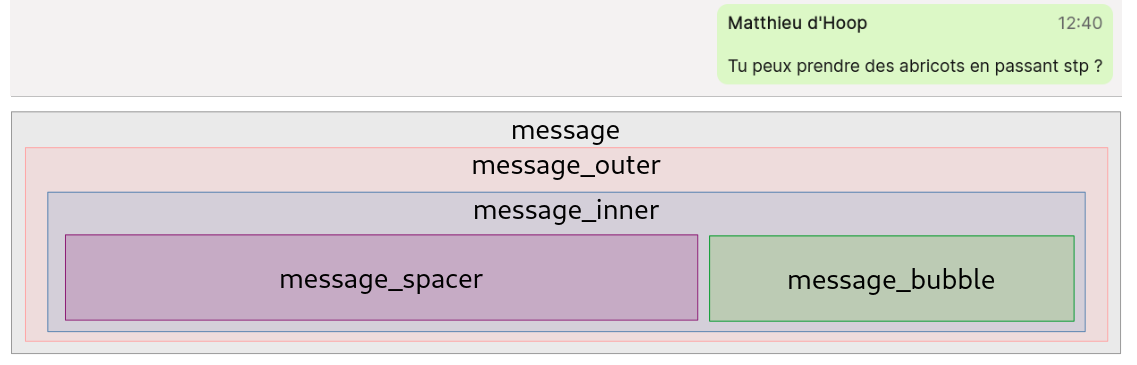 Matthieu d'Hoop 12:40
Tu peux prendre des abricots en passant stp ?
message
message_outer
message_inner
message_spacer message_bubble